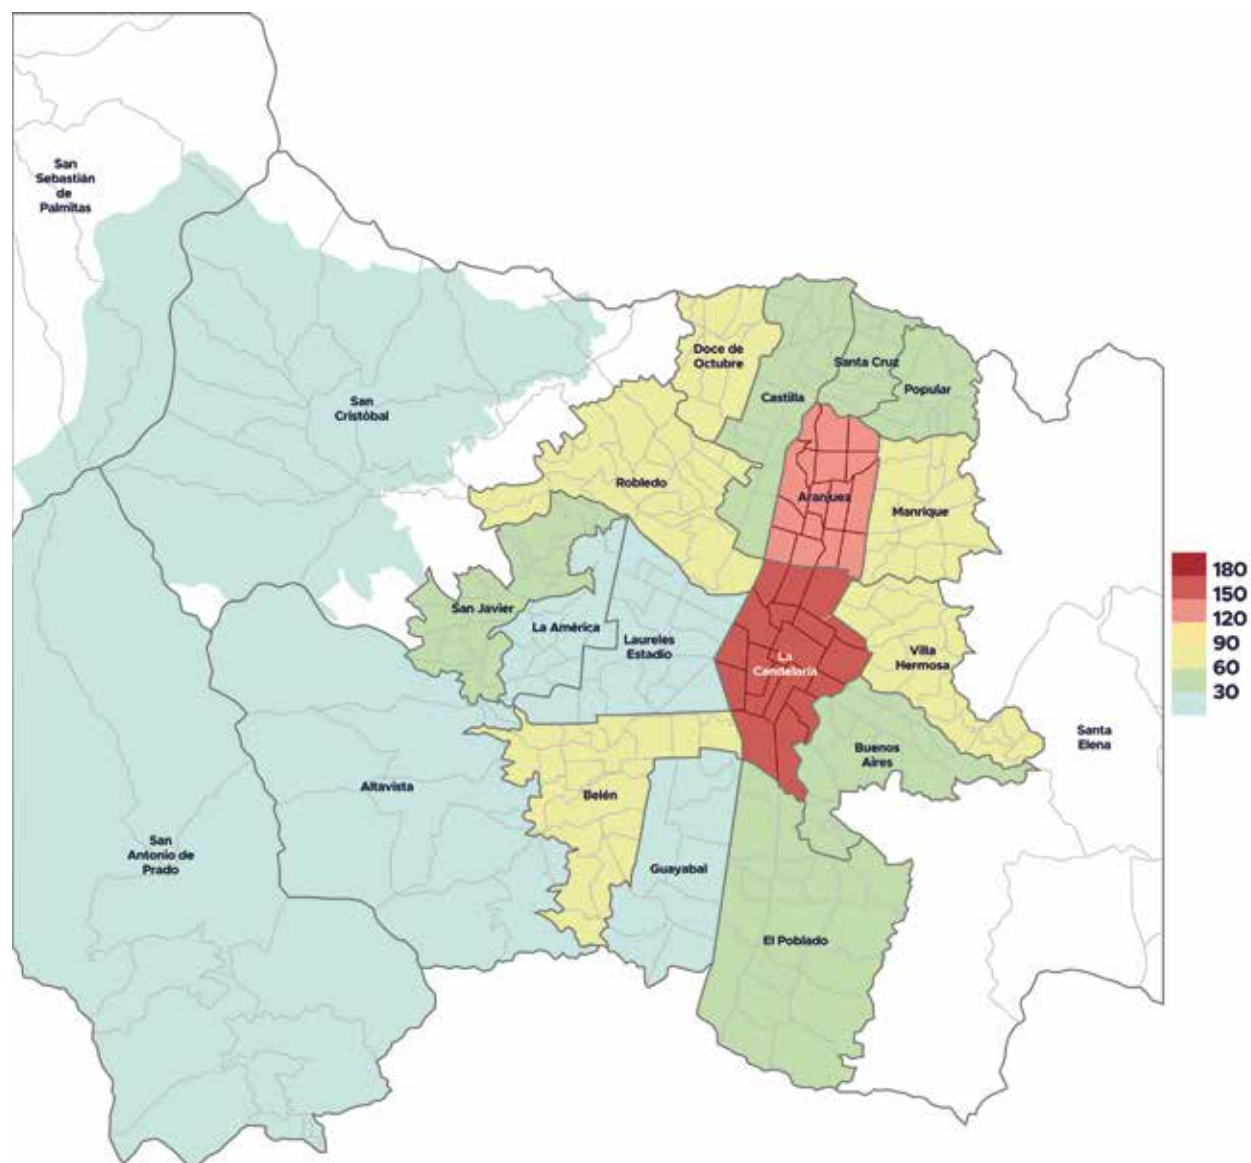 San
Sebastián
de
Palmitas
San
Cristóbal
Doce de
Octubre
Santa Cruz
Popular
Castilla
Robledo
Aranjuez
Manrique
San Javier
La América
Laureles
Estadio
La
Candelaria
Villa
Hermosa
Santa
Elena
Buenos
Aires
Altavista
Belén
San
Antonio de
Prado
Guayabal
El Poblado
180
150
120
90
60
30